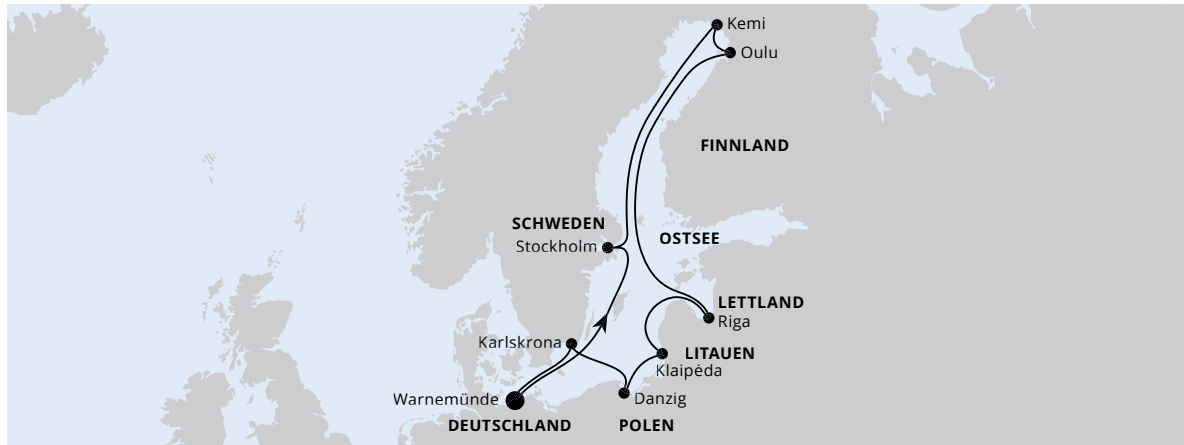 Kemi
Oulu
FINNLAND
SCHWEDEN
Stockholm
OSTSEE
LETTLAND
Riga
Karlskrona
LITAUEN
Klaipėda
Warnemünde
Danzig
DEUTSCHLAND
POLEN